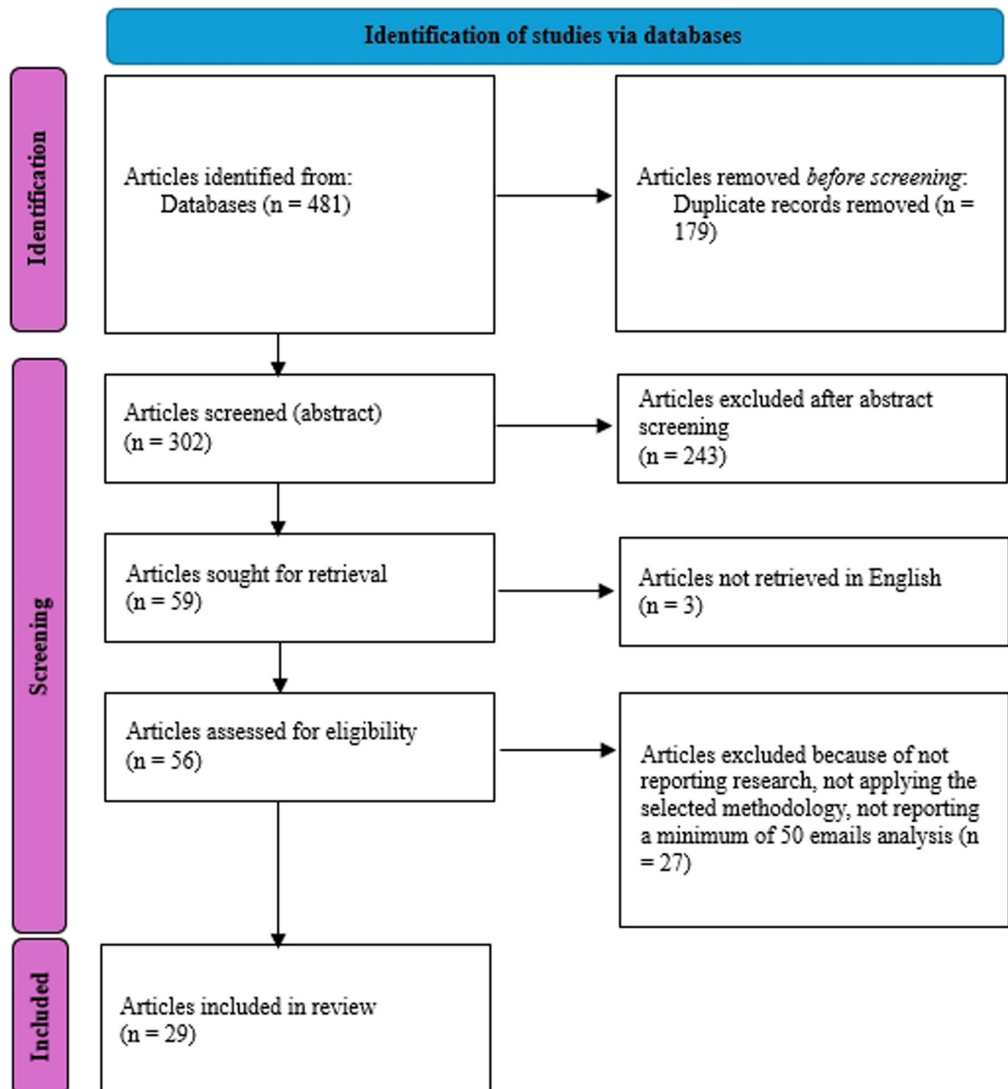 Identification of studies via databases
Identification
Articles identified from:
Databases (n = 481)
Articles removed before screening:
Duplicate records removed (n =
179)
Screening
Articles screened (abstract)
(n = 302)
Articles excluded after abstract
screening
(n = 243)
Articles sought for retrieval
(n = 59)
Articles not retrieved in English
(n = 3)
Articles assessed for eligibility
(n = 56)
Articles excluded because of not
reporting research, not applying the
selected methodology, not reporting
a minimum of 50 emails analysis (n
= 27)
Included
Articles included in review
(n = 29)